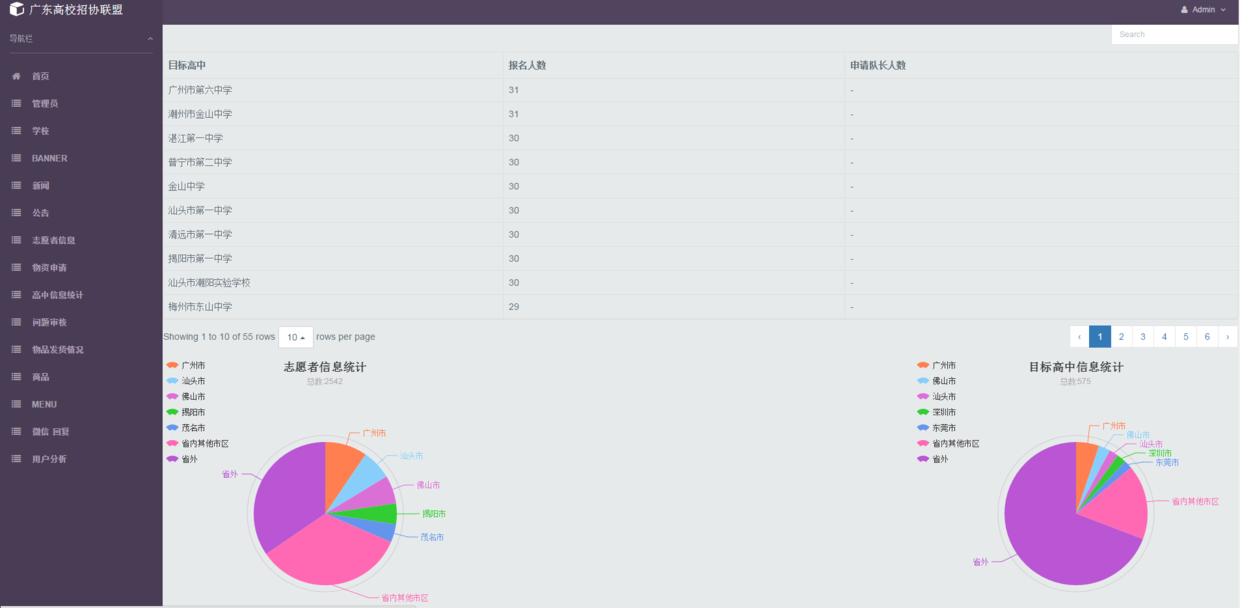 广东高校招协联盟
Admin
导航栏
首页
管理员
学校
BANNER
新闻
公告
志愿者信息
物资申请
高中信息统计
问题审核
物品发货情况
商品
MENU
微信 回复
用户分析
Search
目标高中 报名人数 申请队长人数
广州市第六中学 31 -
潮州市金山中学 31 -
湛江第一中学 30 -
普宁市第二中学 30 -
金山中学 30 -
汕头市第一中学 30 -
清远市第一中学 30 -
揭阳市第一中学 30 -
汕头市潮阳实验学校 30 -
梅州市东山中学 29 -
Showing 1 to 10 of 55 rows 10 rows per page
‹ 1 2 3 4 5 6 ›
志愿者信息统计
总数:2542
广州市
汕头市
佛山市
揭阳市
茂名市
省内其他市区
省外
广州市
汕头市
佛山市
揭阳市
茂名市
省内其他市区
省外
目标高中信息统计
总数:575
广州市
佛山市
汕头市
深圳市
东莞市
省内其他市区
省外
广州市
佛山市
汕头市
深圳市
东莞市
省内其他市区
省外